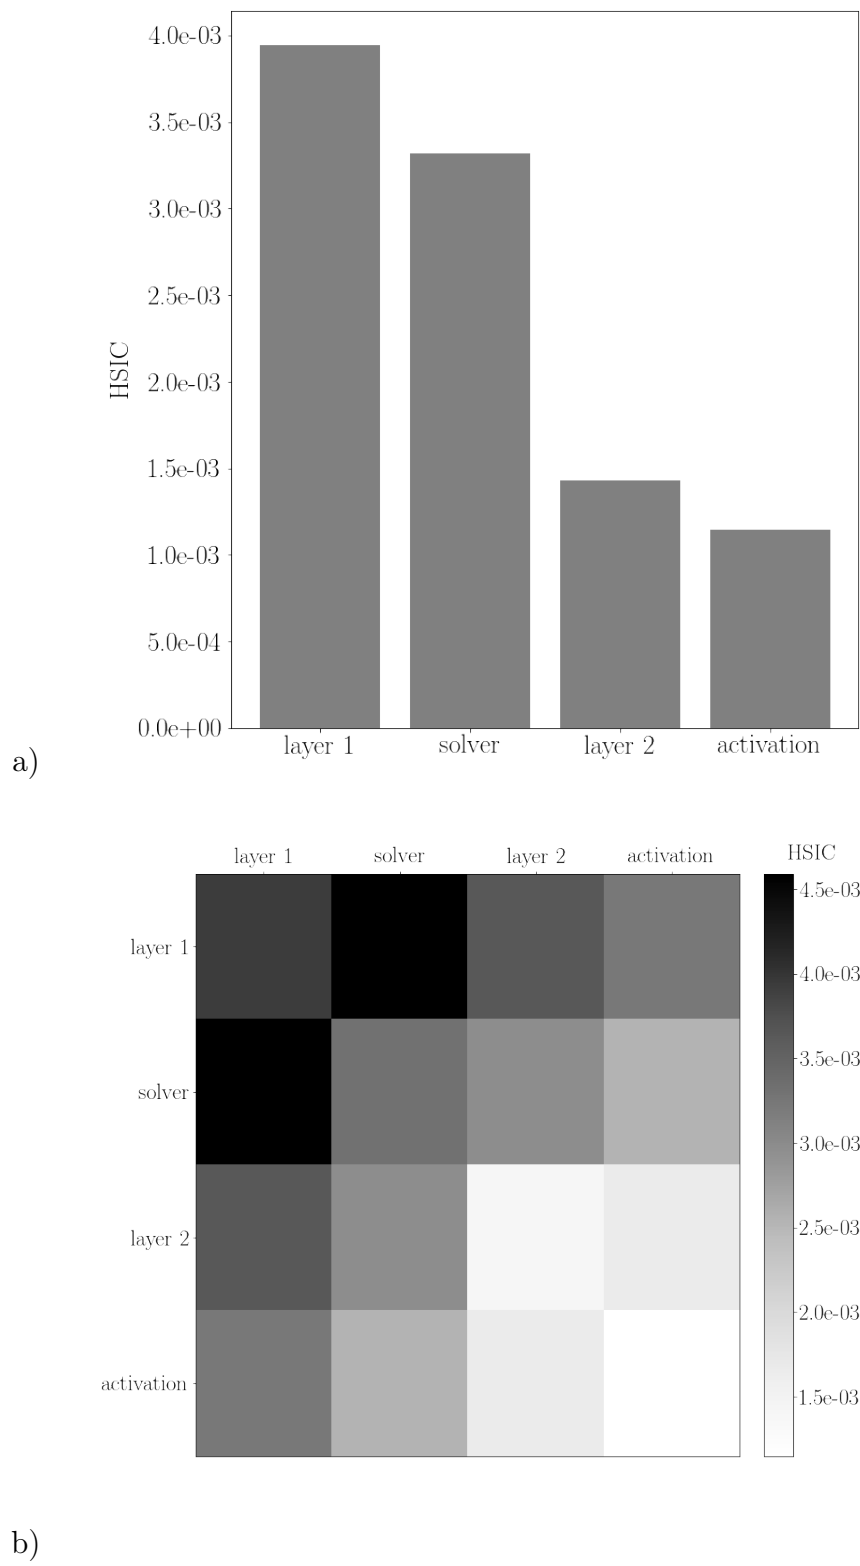 4.0e-03
3.5e-03
3.0e-03
2.5e-03
HSIC
2.0e-03
1.5e-03
1.0e-03
5.0e-04
0.0e+00
layer 1 solver layer 2 activation
a)
layer 1 solver layer 2 activation HSIC
layer 1
solver
layer 2
activation
4.5e-03
4.0e-03
3.5e-03
3.0e-03
2.5e-03
2.0e-03
1.5e-03
b)